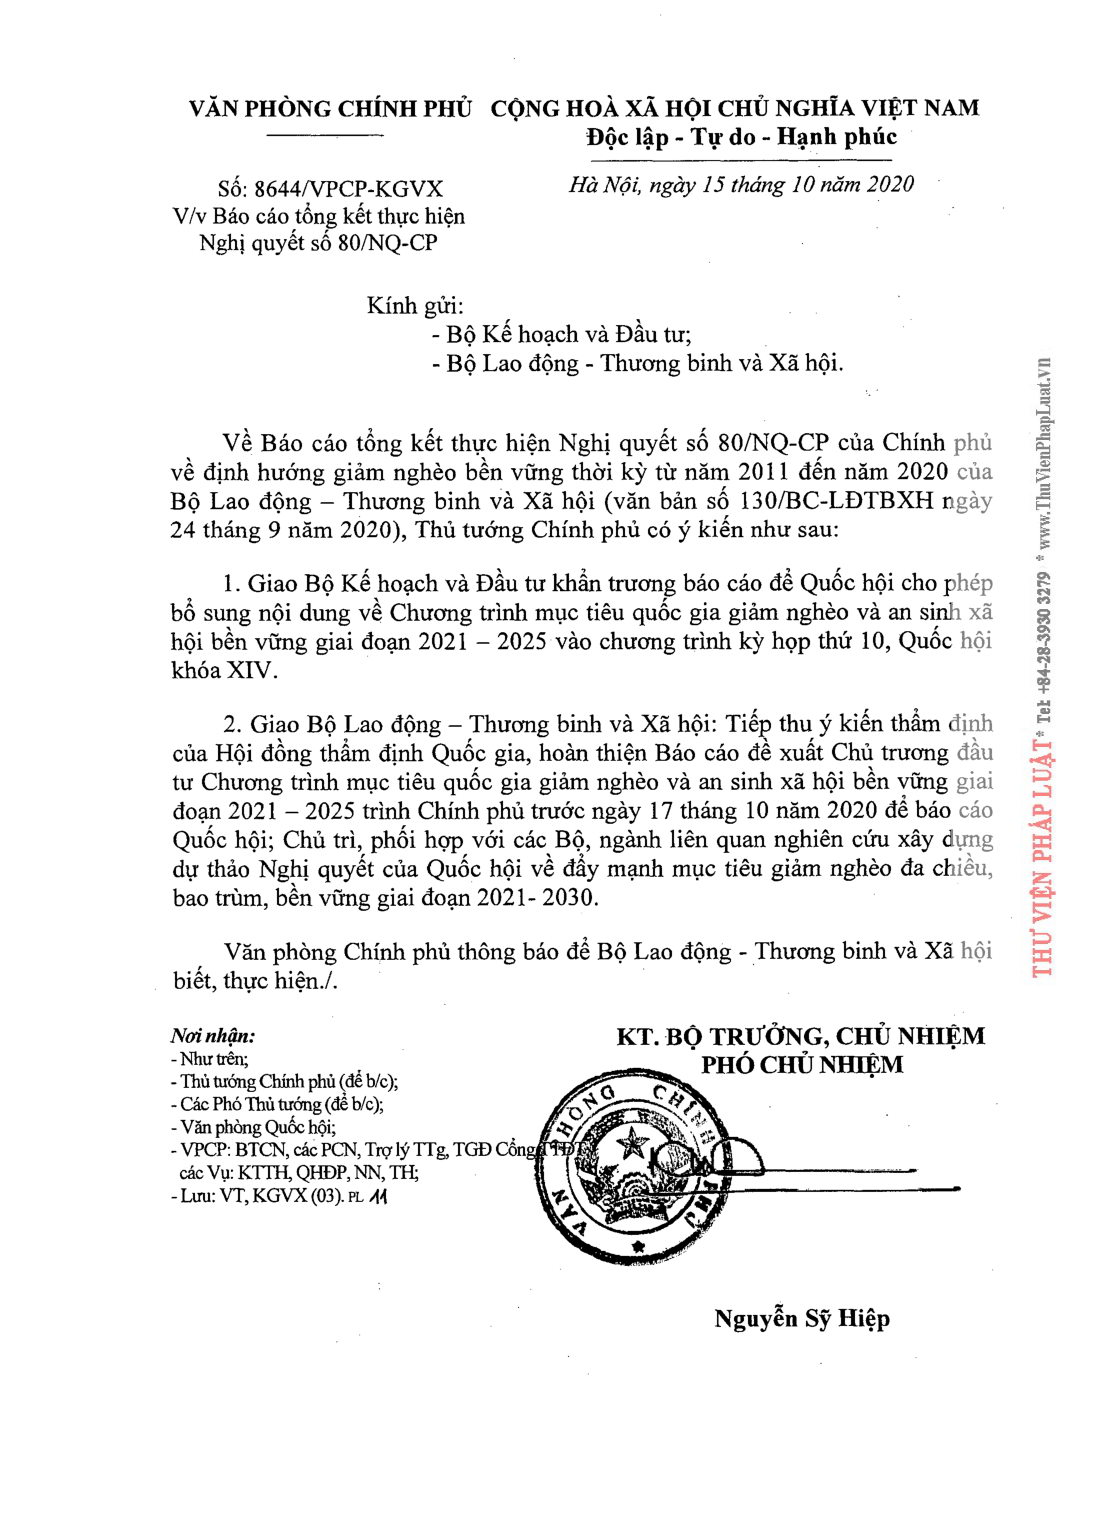 VĂN PHÒNG CHÍNH PHỦ
CỘNG HOÀ XÃ HỘI CHỦ NGHĨA VIỆT NAM
Độc lập - Tự do - Hạnh phúc
Số: 8644/VPCP-KGVX
V/v Báo cáo tổng kết thực hiện
Nghị quyết số 80/NQ-CP
Hà Nội, ngày 15 tháng 10 năm 2020
Kính gửi:
- Bộ Kế hoạch và Đầu tư;
- Bộ Lao động - Thương binh và Xã hội.
Về Báo cáo tổng kết thực hiện Nghị quyết số 80/NQ-CP của Chính phủ
về định hướng giảm nghèo bền vững thời kỳ từ năm 2011 đến năm 2020 của
Bộ Lao động – Thương binh và Xã hội (văn bản số 130/BC-LĐTBXH ngày
24 tháng 9 năm 2020), Thủ tướng Chính phủ có ý kiến như sau:
1. Giao Bộ Kế hoạch và Đầu tư khẩn trương báo cáo để Quốc hội cho phép
bổ sung nội dung về Chương trình mục tiêu quốc gia giảm nghèo và an sinh xã
hội bền vững giai đoạn 2021 – 2025 vào chương trình kỳ họp thứ 10, Quốc hội
khóa XIV.
2. Giao Bộ Lao động – Thương binh và Xã hội: Tiếp thu ý kiến thẩm định
của Hội đồng thẩm định Quốc gia, hoàn thiện Báo cáo đề xuất Chủ trương đầu
tư Chương trình mục tiêu quốc gia giảm nghèo và an sinh xã hội bền vững giai
đoạn 2021 – 2025 trình Chính phủ trước ngày 17 tháng 10 năm 2020 để báo cáo
Quốc hội; Chủ trì, phối hợp với các Bộ, ngành liên quan nghiên cứu xây dựng
dự thảo Nghị quyết của Quốc hội về đẩy mạnh mục tiêu giảm nghèo đa chiều,
bao trùm, bền vững giai đoạn 2021- 2030.
Văn phòng Chính phủ thông báo để Bộ Lao động - Thương binh và Xã hội
biết, thực hiện./.
Nơi nhận:
- Như trên;
- Thủ tướng Chính phủ (để b/c);
- Các Phó Thủ tướng (để b/c);
- Văn phòng Quốc hội;
- VPCP: BTCN, các PCN, Trợ lý TTg, TGĐ Cổng TTĐT,
các Vụ: KTTH, QHĐP, NN, TH;
- Lưu: VT, KGVX (03). PL 11
KT. BỘ TRƯỞNG, CHỦ NHIỆM
PHÓ CHỦ NHIỆM
VĂN PHÒNG CHÍNH PHỦ
Nguyễn Sỹ Hiệp
THƯ VIỆN PHÁP LUẬT * Tel: +84-28-3930 3279 * www.ThuVienPhapLuat.vn